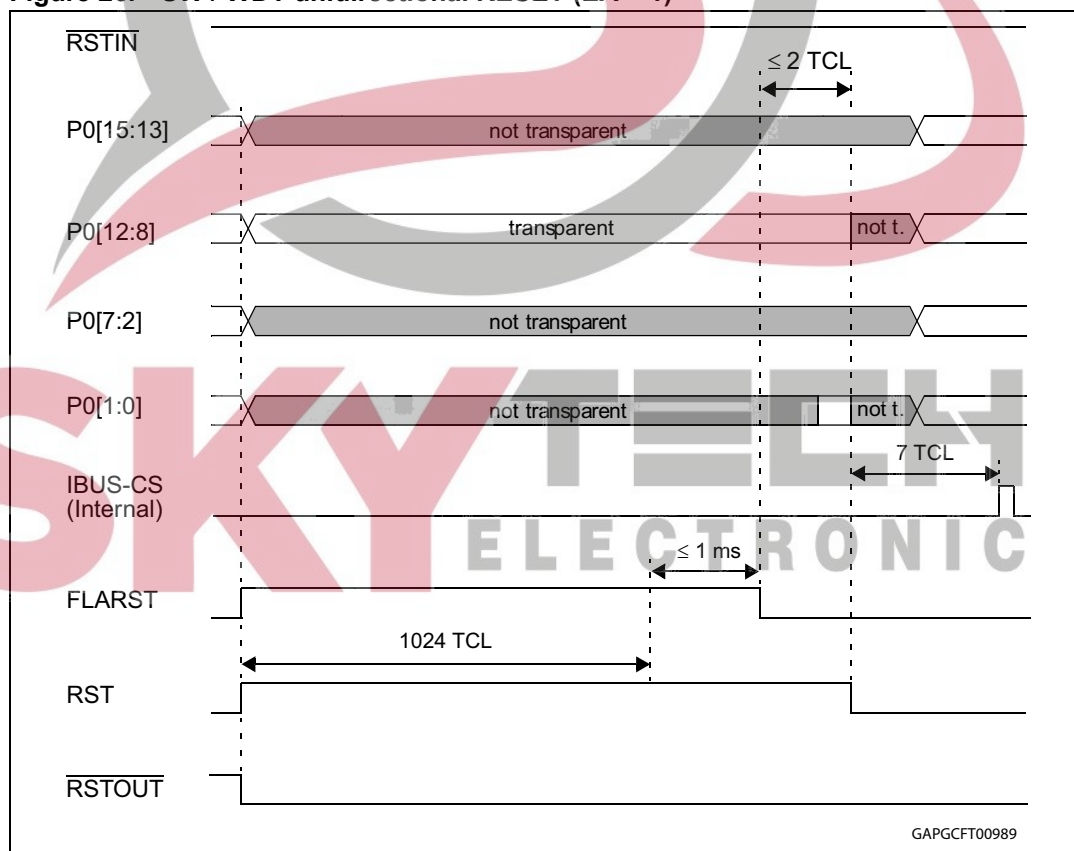 RSTIN
≤ 2 TCL
P0[15:13]
not transparent
P0[12:8]
transparent
not t.
P0[7:2]
not transparent
P0[1:0]
not transparent
not t.
7 TCL
IBUS-CS
(Internal)
≤ 1 ms
FLARST
1024 TCL
RST
RSTOUT
GAPGCFT00989
SKYTECH
ELECTRONIC